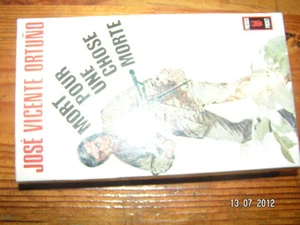 JOSÉ VICENTE ORTUÑO
MORT
POUR
UNE
CHOSE
MORTE
13·07·2012